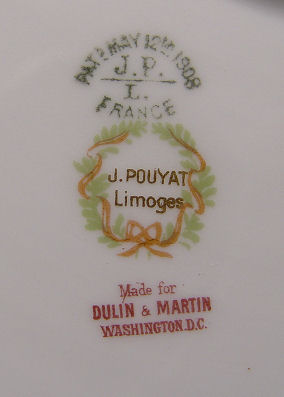 PAT'D MAY 12TH 1908
J.P.
L.
FRANCE
J. POUYAT
Limoges
Made for
DULIN & MARTIN
WASHINGTON.D.C.